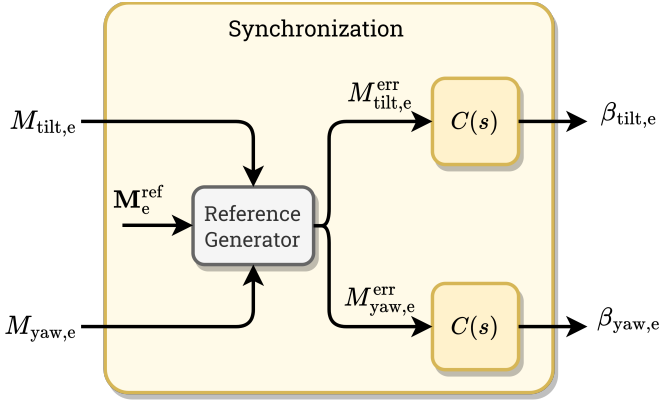 Synchronization
M_tilt,e
M_e^ref
M_yaw,e
Reference
Generator
M_tilt,e^err
C(s)
β_tilt,e
M_yaw,e^err
C(s)
β_yaw,e